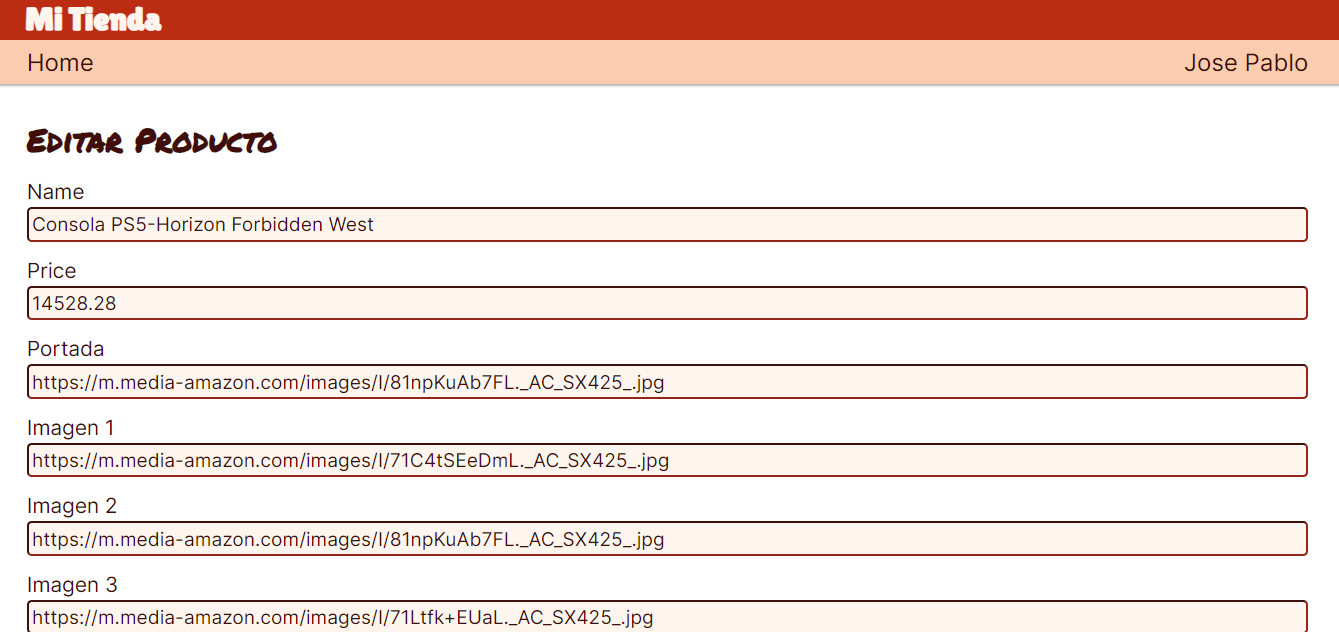 Mi Tienda
Home Jose Pablo
Editar Producto
Name
Consola PS5-Horizon Forbidden West
Price
14528.28
Portada
https://m.media-amazon.com/images/I/81npKuAb7FL._AC_SX425_.jpg
Imagen 1
https://m.media-amazon.com/images/I/71C4tSEeDmL._AC_SX425_.jpg
Imagen 2
https://m.media-amazon.com/images/I/81npKuAb7FL._AC_SX425_.jpg
Imagen 3
https://m.media-amazon.com/images/I/71Ltfk+EUaL._AC_SX425_.jpg